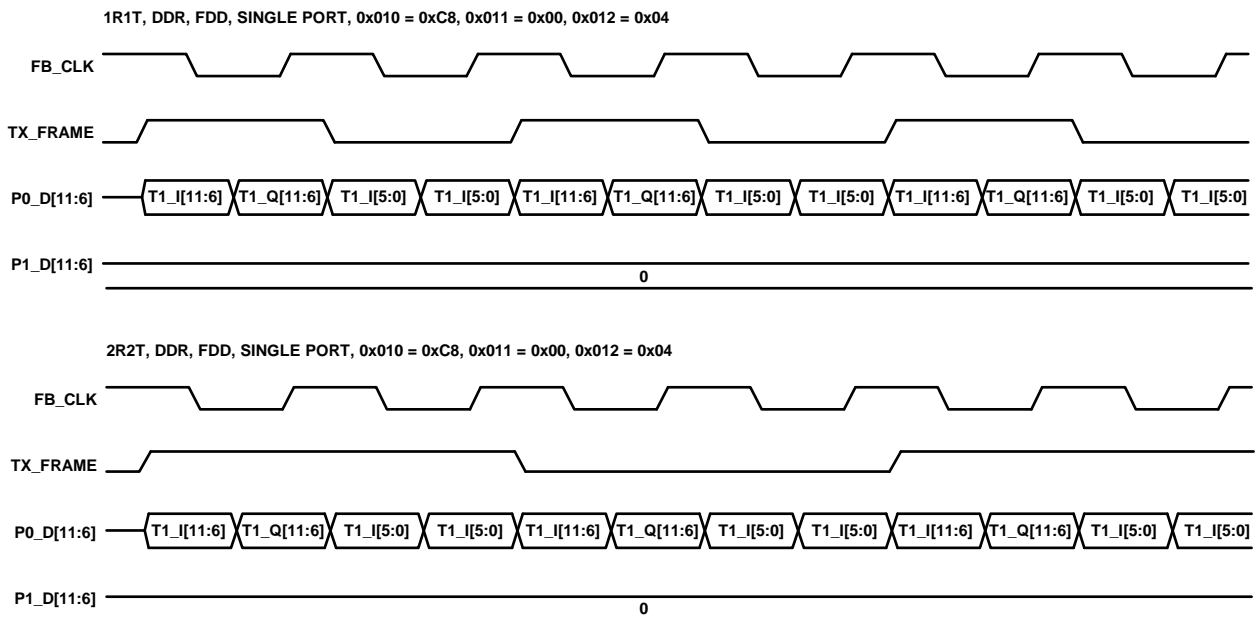 1R1T, DDR, FDD, SINGLE PORT, 0x010 = 0xC8, 0x011 = 0x00, 0x012 = 0x04
FB_CLK
TX_FRAME
P0_D[11:6] T1_I[11:6] T1_Q[11:6] T1_I[5:0] T1_I[5:0] T1_I[11:6] T1_Q[11:6] T1_I[5:0] T1_I[5:0] T1_I[11:6] T1_Q[11:6] T1_I[5:0] T1_I[5:0]
P1_D[11:6]
0
2R2T, DDR, FDD, SINGLE PORT, 0x010 = 0xC8, 0x011 = 0x00, 0x012 = 0x04
FB_CLK
TX_FRAME
P0_D[11:6] T1_I[11:6] T1_Q[11:6] T1_I[5:0] T1_I[5:0] T1_I[11:6] T1_Q[11:6] T1_I[5:0] T1_I[5:0] T1_I[11:6] T1_Q[11:6] T1_I[5:0] T1_I[5:0]
P1_D[11:6]
0